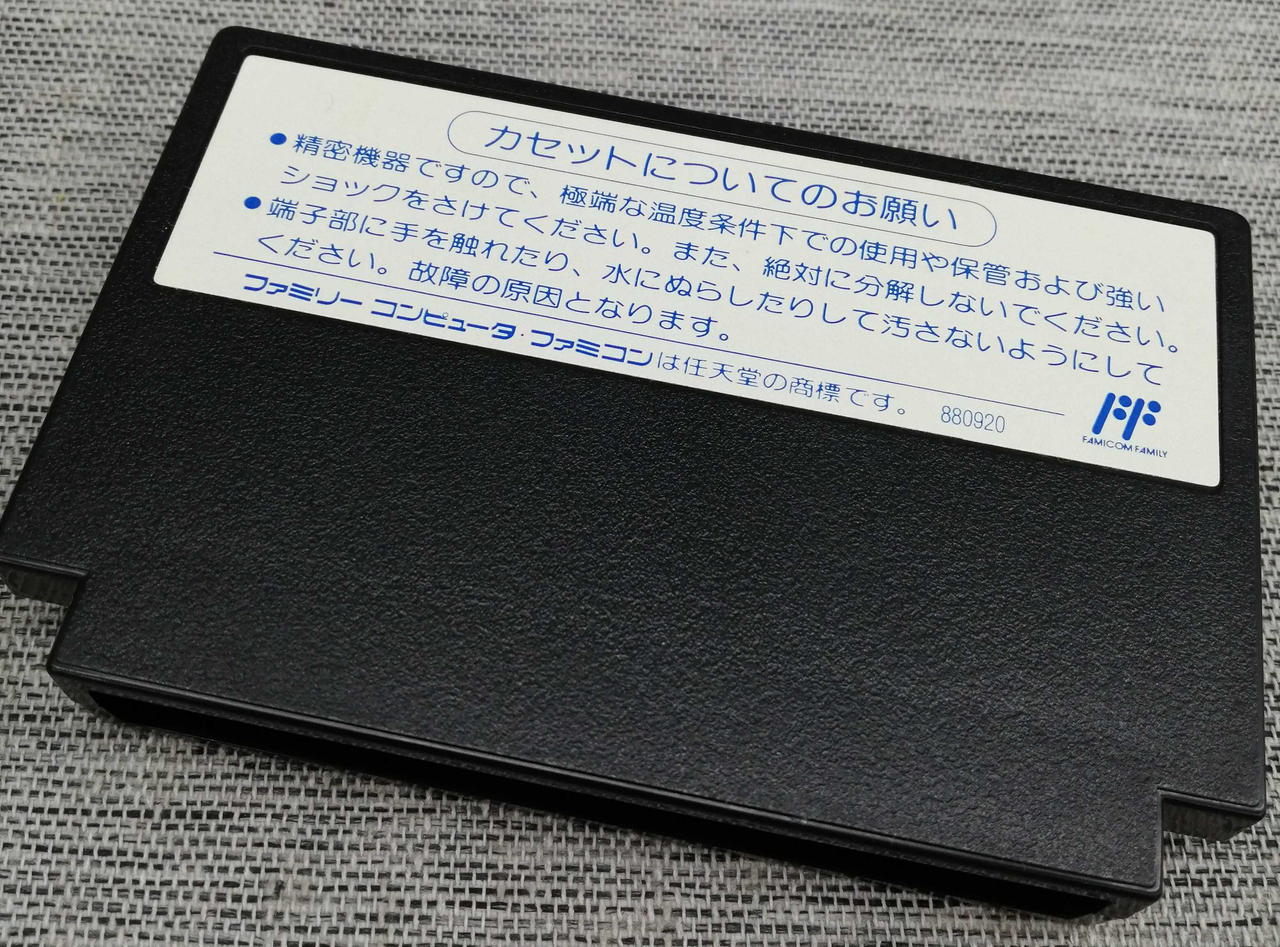 カセットについてのお願い
●精密機器ですので、極端な温度条件下での使用や保管および強い
ショックをさけてください。また、絶対に分解しないでください。
●端子部に手を触れたり、水にぬらしたりして汚さないようにして
ください。故障の原因となります。
ファミリー コンピュータ・ファミコンは任天堂の商標です。 880920
FF
FAMICOM FAMILY